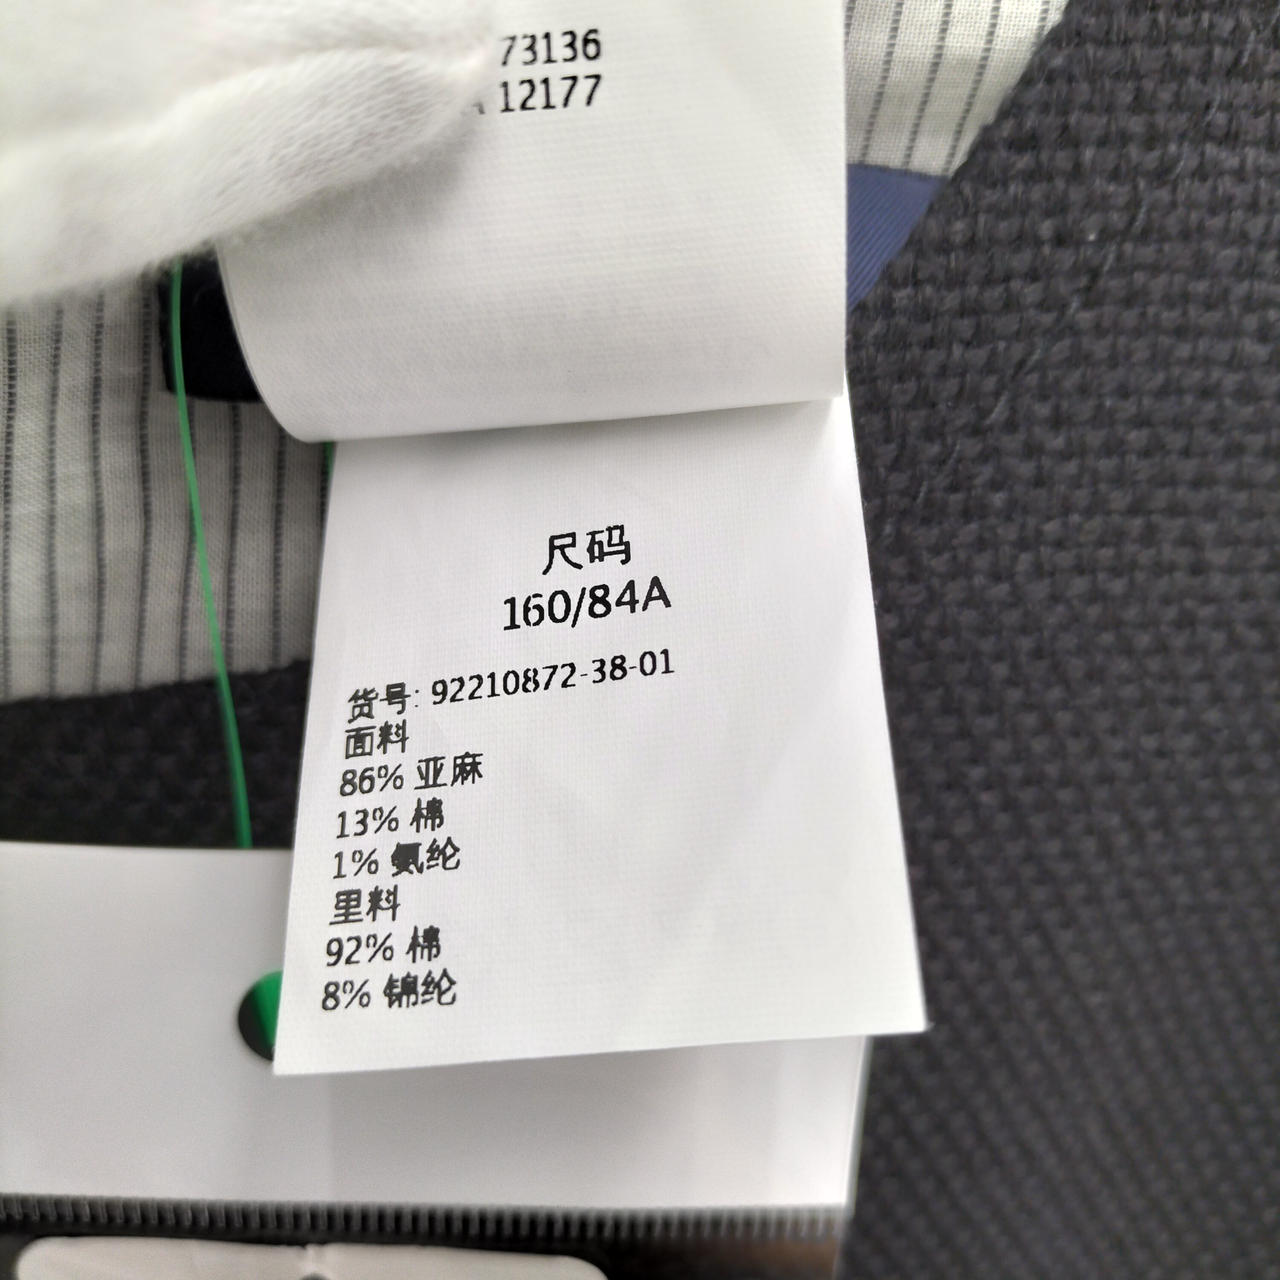 73136
12177
尺码
160/84A
货号: 92210872-38-01
面料
86% 亚麻
13% 棉
1% 氨纶
里料
92% 棉
8% 锦纶